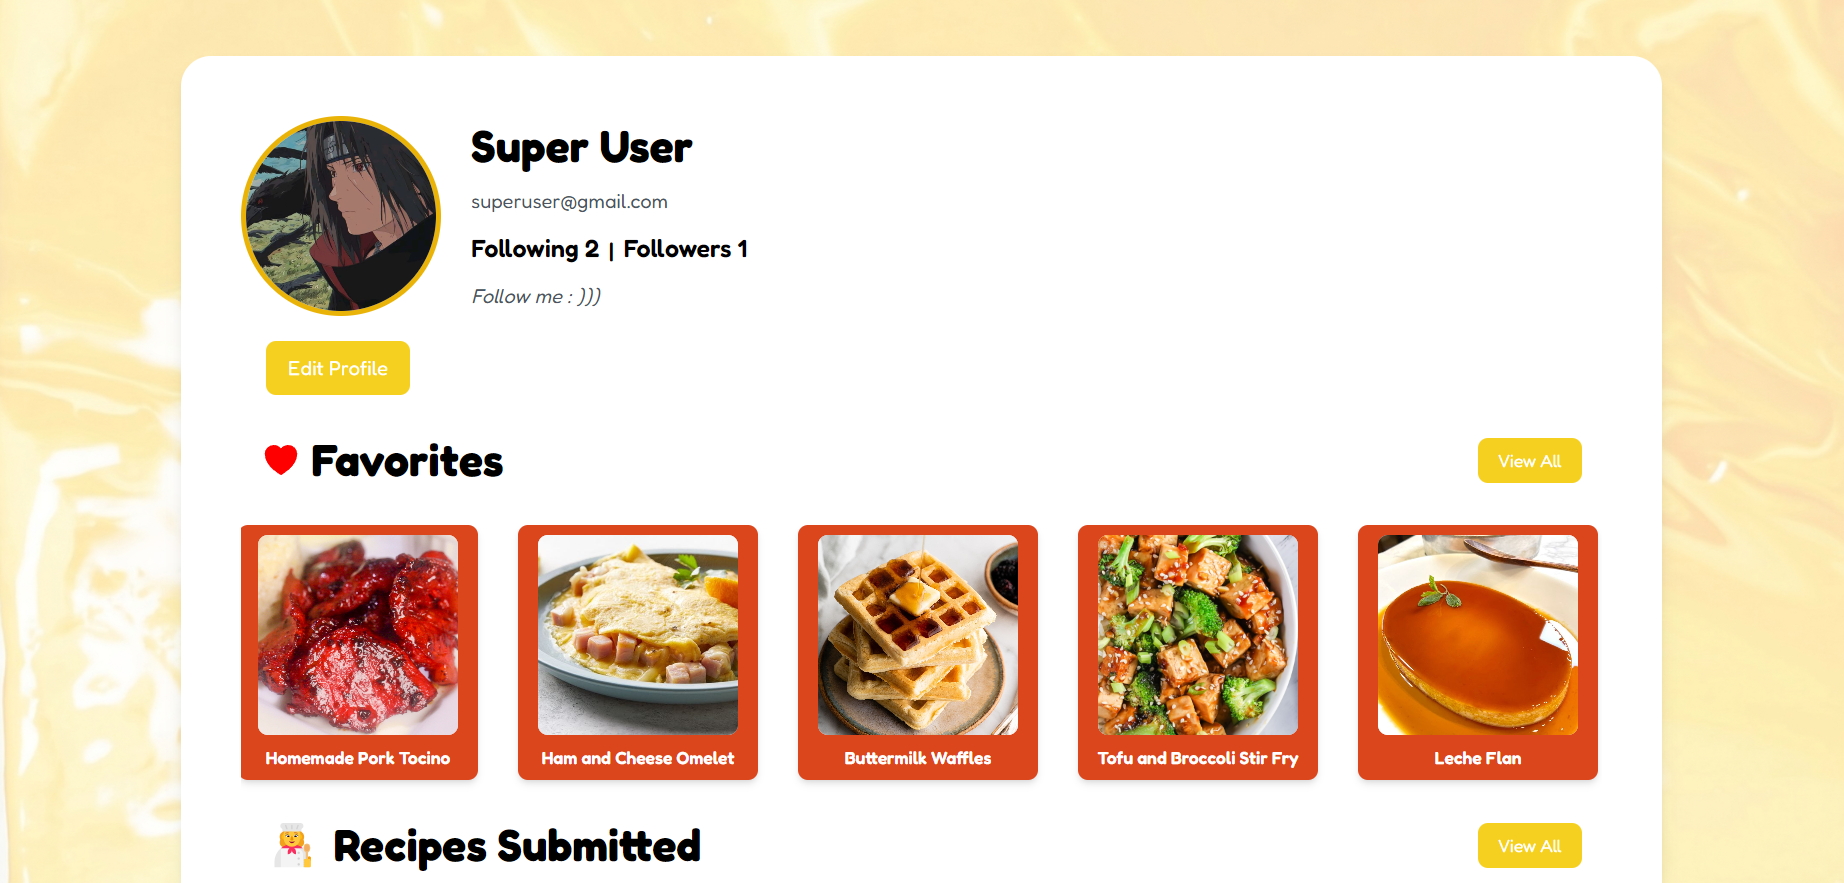 Super User
superuser@gmail.com
Following 2 | Followers 1
Follow me : )))
Edit Profile
Favorites
View All
Homemade Pork Tocino
Ham and Cheese Omelet
Buttermilk Waffles
Tofu and Broccoli Stir Fry
Leche Flan
Recipes Submitted
View All